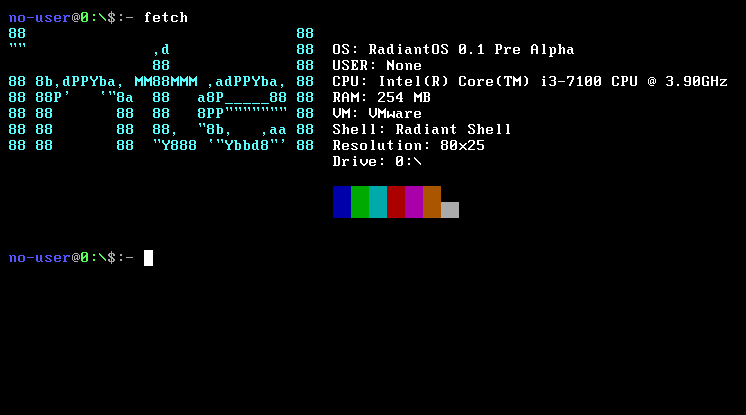 no-user@0:\$:- fetch
88                              88
""              ,d              88  OS: RadiantOS 0.1 Pre Alpha
                88              88  USER: None
88 8b,dPPYba, MM88MMM ,adPPYba, 88  CPU: Intel(R) Core(TM) i3-7100 CPU @ 3.90GHz
88 88P'   `"8a  88   a8P_____88 88  RAM: 254 MB
88 88       88  88   8PP""""""" 88  VM: VMware
88 88       88  88,  "8b,   ,aa 88  Shell: Radiant Shell
88 88       88  "Y888 `"Ybbd8"' 88  Resolution: 80x25
                                    Drive: 0:\
no-user@0:\$:-